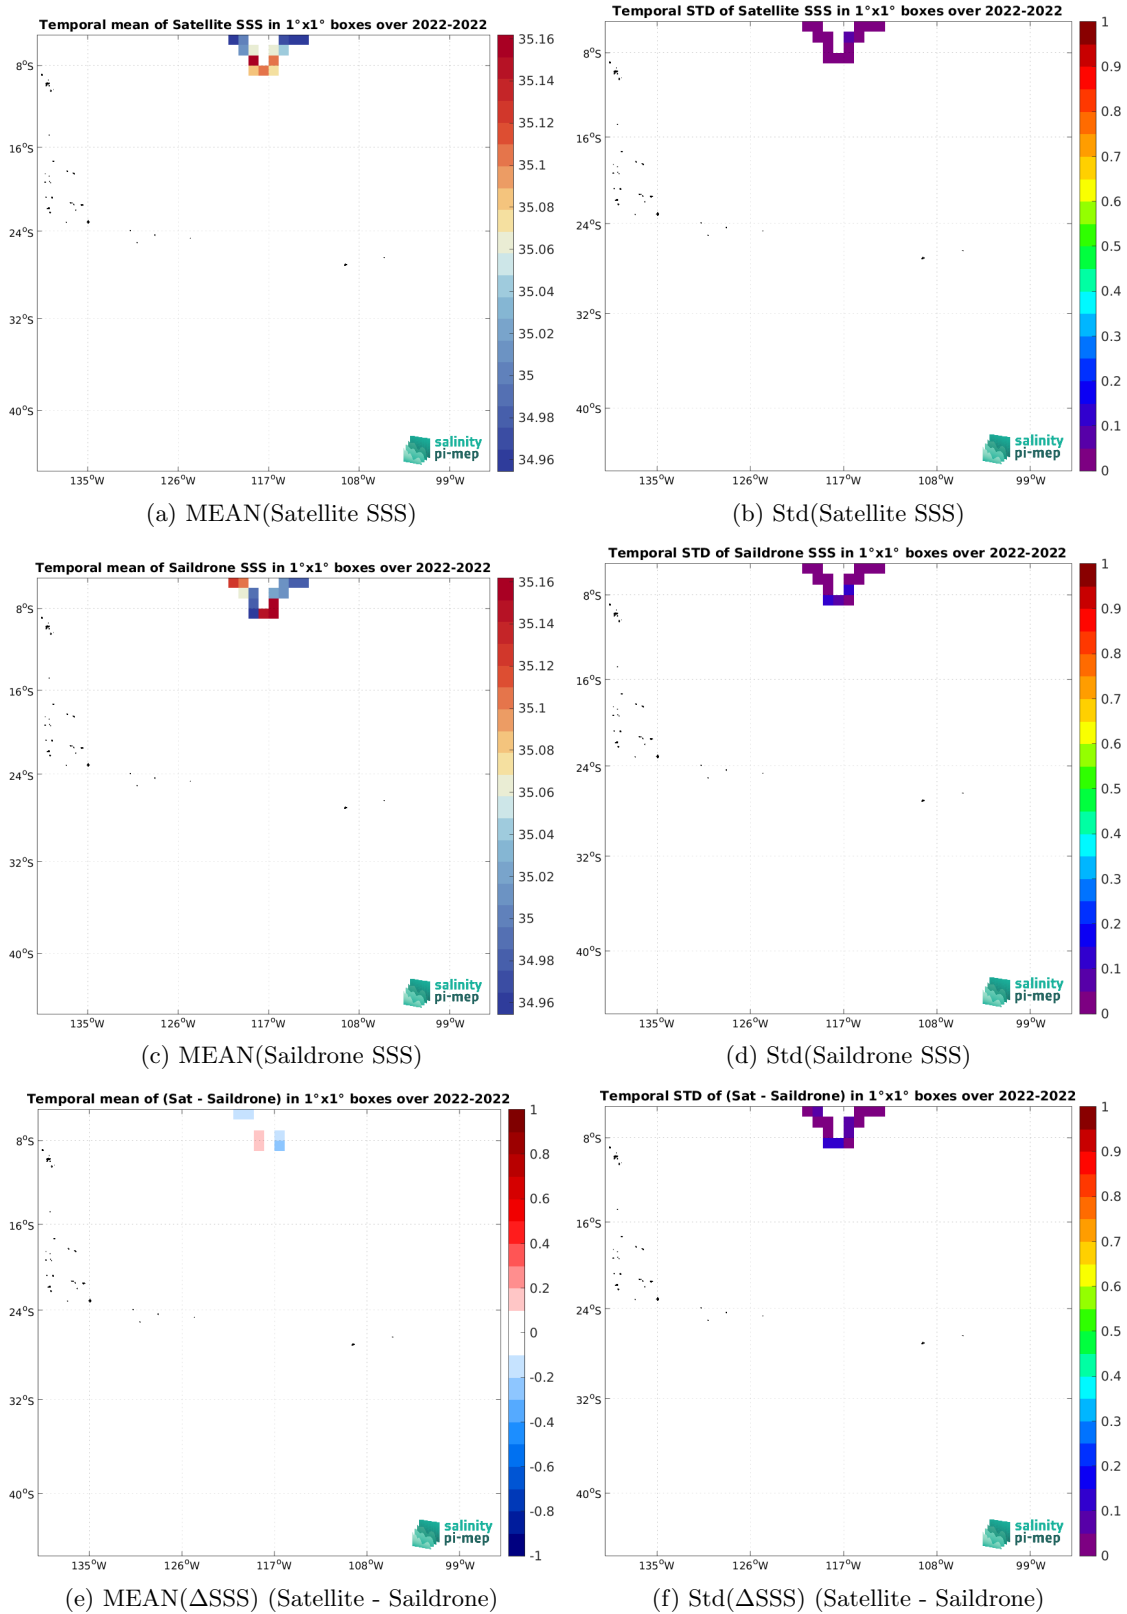 Temporal mean of Satellite SSS in 1°x1° boxes over 2022-2022
8°S
16°S
24°S
32°S
40°S
135°W
126°W
117°W
108°W
99°W
35.16
35.14
35.12
35.1
35.08
35.06
35.04
35.02
35
34.98
34.96
salinity
pi-mep
(a) MEAN(Satellite SSS)
Temporal STD of Satellite SSS in 1°x1° boxes over 2022-2022
8°S
16°S
24°S
32°S
40°S
135°W
126°W
117°W
108°W
99°W
1
0.9
0.8
0.7
0.6
0.5
0.4
0.3
0.2
0.1
0
salinity
pi-mep
(b) Std(Satellite SSS)
Temporal mean of Saildrone SSS in 1°x1° boxes over 2022-2022
8°S
16°S
24°S
32°S
40°S
135°W
126°W
117°W
108°W
99°W
35.16
35.14
35.12
35.1
35.08
35.06
35.04
35.02
35
34.98
34.96
salinity
pi-mep
(c) MEAN(Saildrone SSS)
Temporal STD of Saildrone SSS in 1°x1° boxes over 2022-2022
8°S
16°S
24°S
32°S
40°S
135°W
126°W
117°W
108°W
99°W
1
0.9
0.8
0.7
0.6
0.5
0.4
0.3
0.2
0.1
0
salinity
pi-mep
(d) Std(Saildrone SSS)
Temporal mean of (Sat - Saildrone) in 1°x1° boxes over 2022-2022
8°S
16°S
24°S
32°S
40°S
135°W
126°W
117°W
108°W
99°W
1
0.8
0.6
0.4
0.2
0
-0.2
-0.4
-0.6
-0.8
-1
salinity
pi-mep
(e) MEAN(ΔSSS) (Satellite - Saildrone)
Temporal STD of (Sat - Saildrone) in 1°x1° boxes over 2022-2022
8°S
16°S
24°S
32°S
40°S
135°W
126°W
117°W
108°W
99°W
1
0.9
0.8
0.7
0.6
0.5
0.4
0.3
0.2
0.1
0
salinity
pi-mep
(f) Std(ΔSSS) (Satellite - Saildrone)